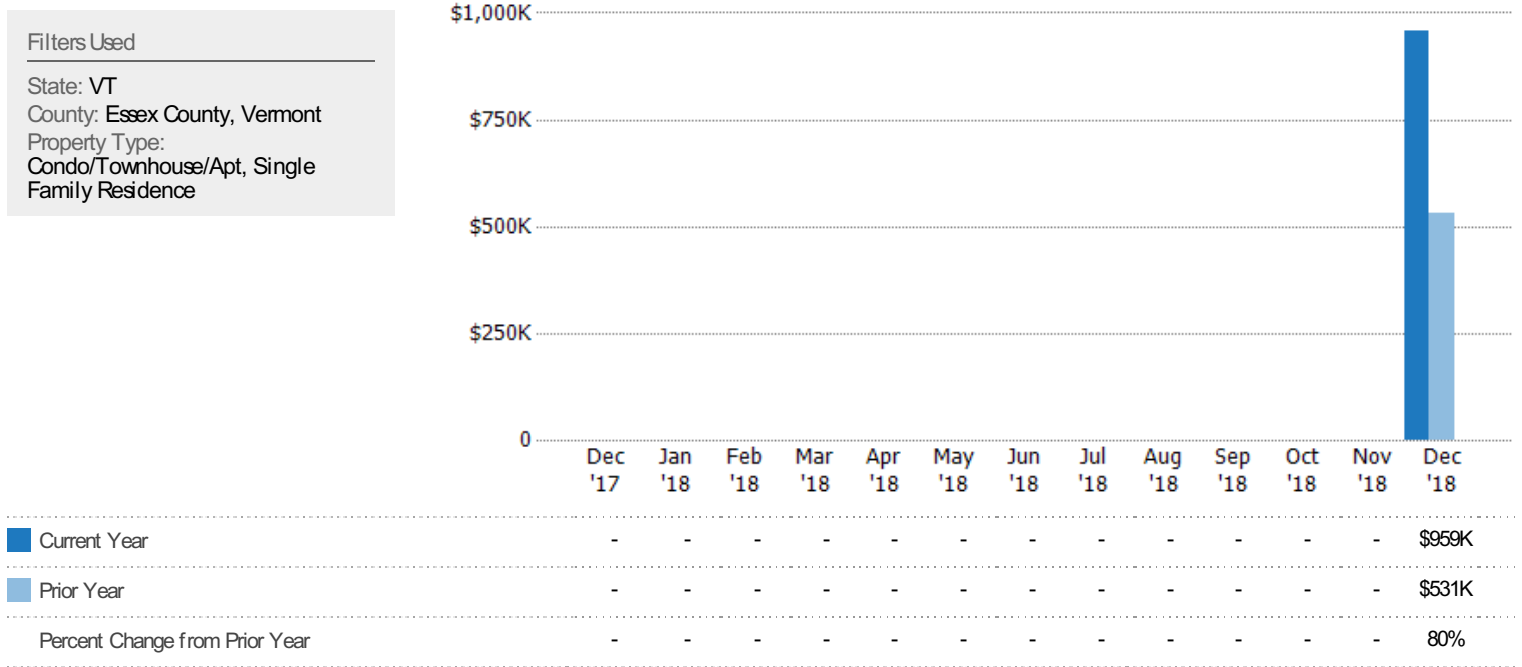 Filters Used
State: VT
County: Essex County, Vermont
Property Type:
Condo/Townhouse/Apt, Single
Family Residence
$1,000K
$750K
$500K
$250K
0
Dec Jan Feb Mar Apr May Jun Jul Aug Sep Oct Nov Dec
'17 '18 '18 '18 '18 '18 '18 '18 '18 '18 '18 '18 '18
Current Year - - - - - - - - - - - - $959K
Prior Year - - - - - - - - - - - - $531K
Percent Change from Prior Year - - - - - - - - - - - - 80%